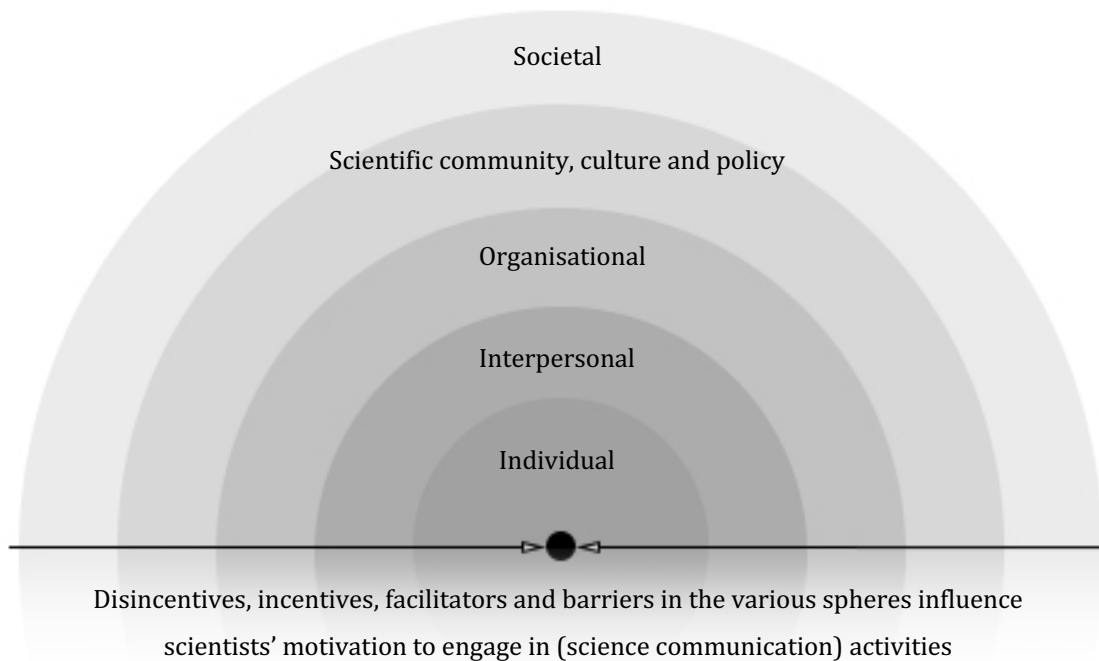 Societal
Scientific community, culture and policy
Organisational
Interpersonal
Individual
Disincentives, incentives, facilitators and barriers in the various spheres influence
scientists’ motivation to engage in (science communication) activities